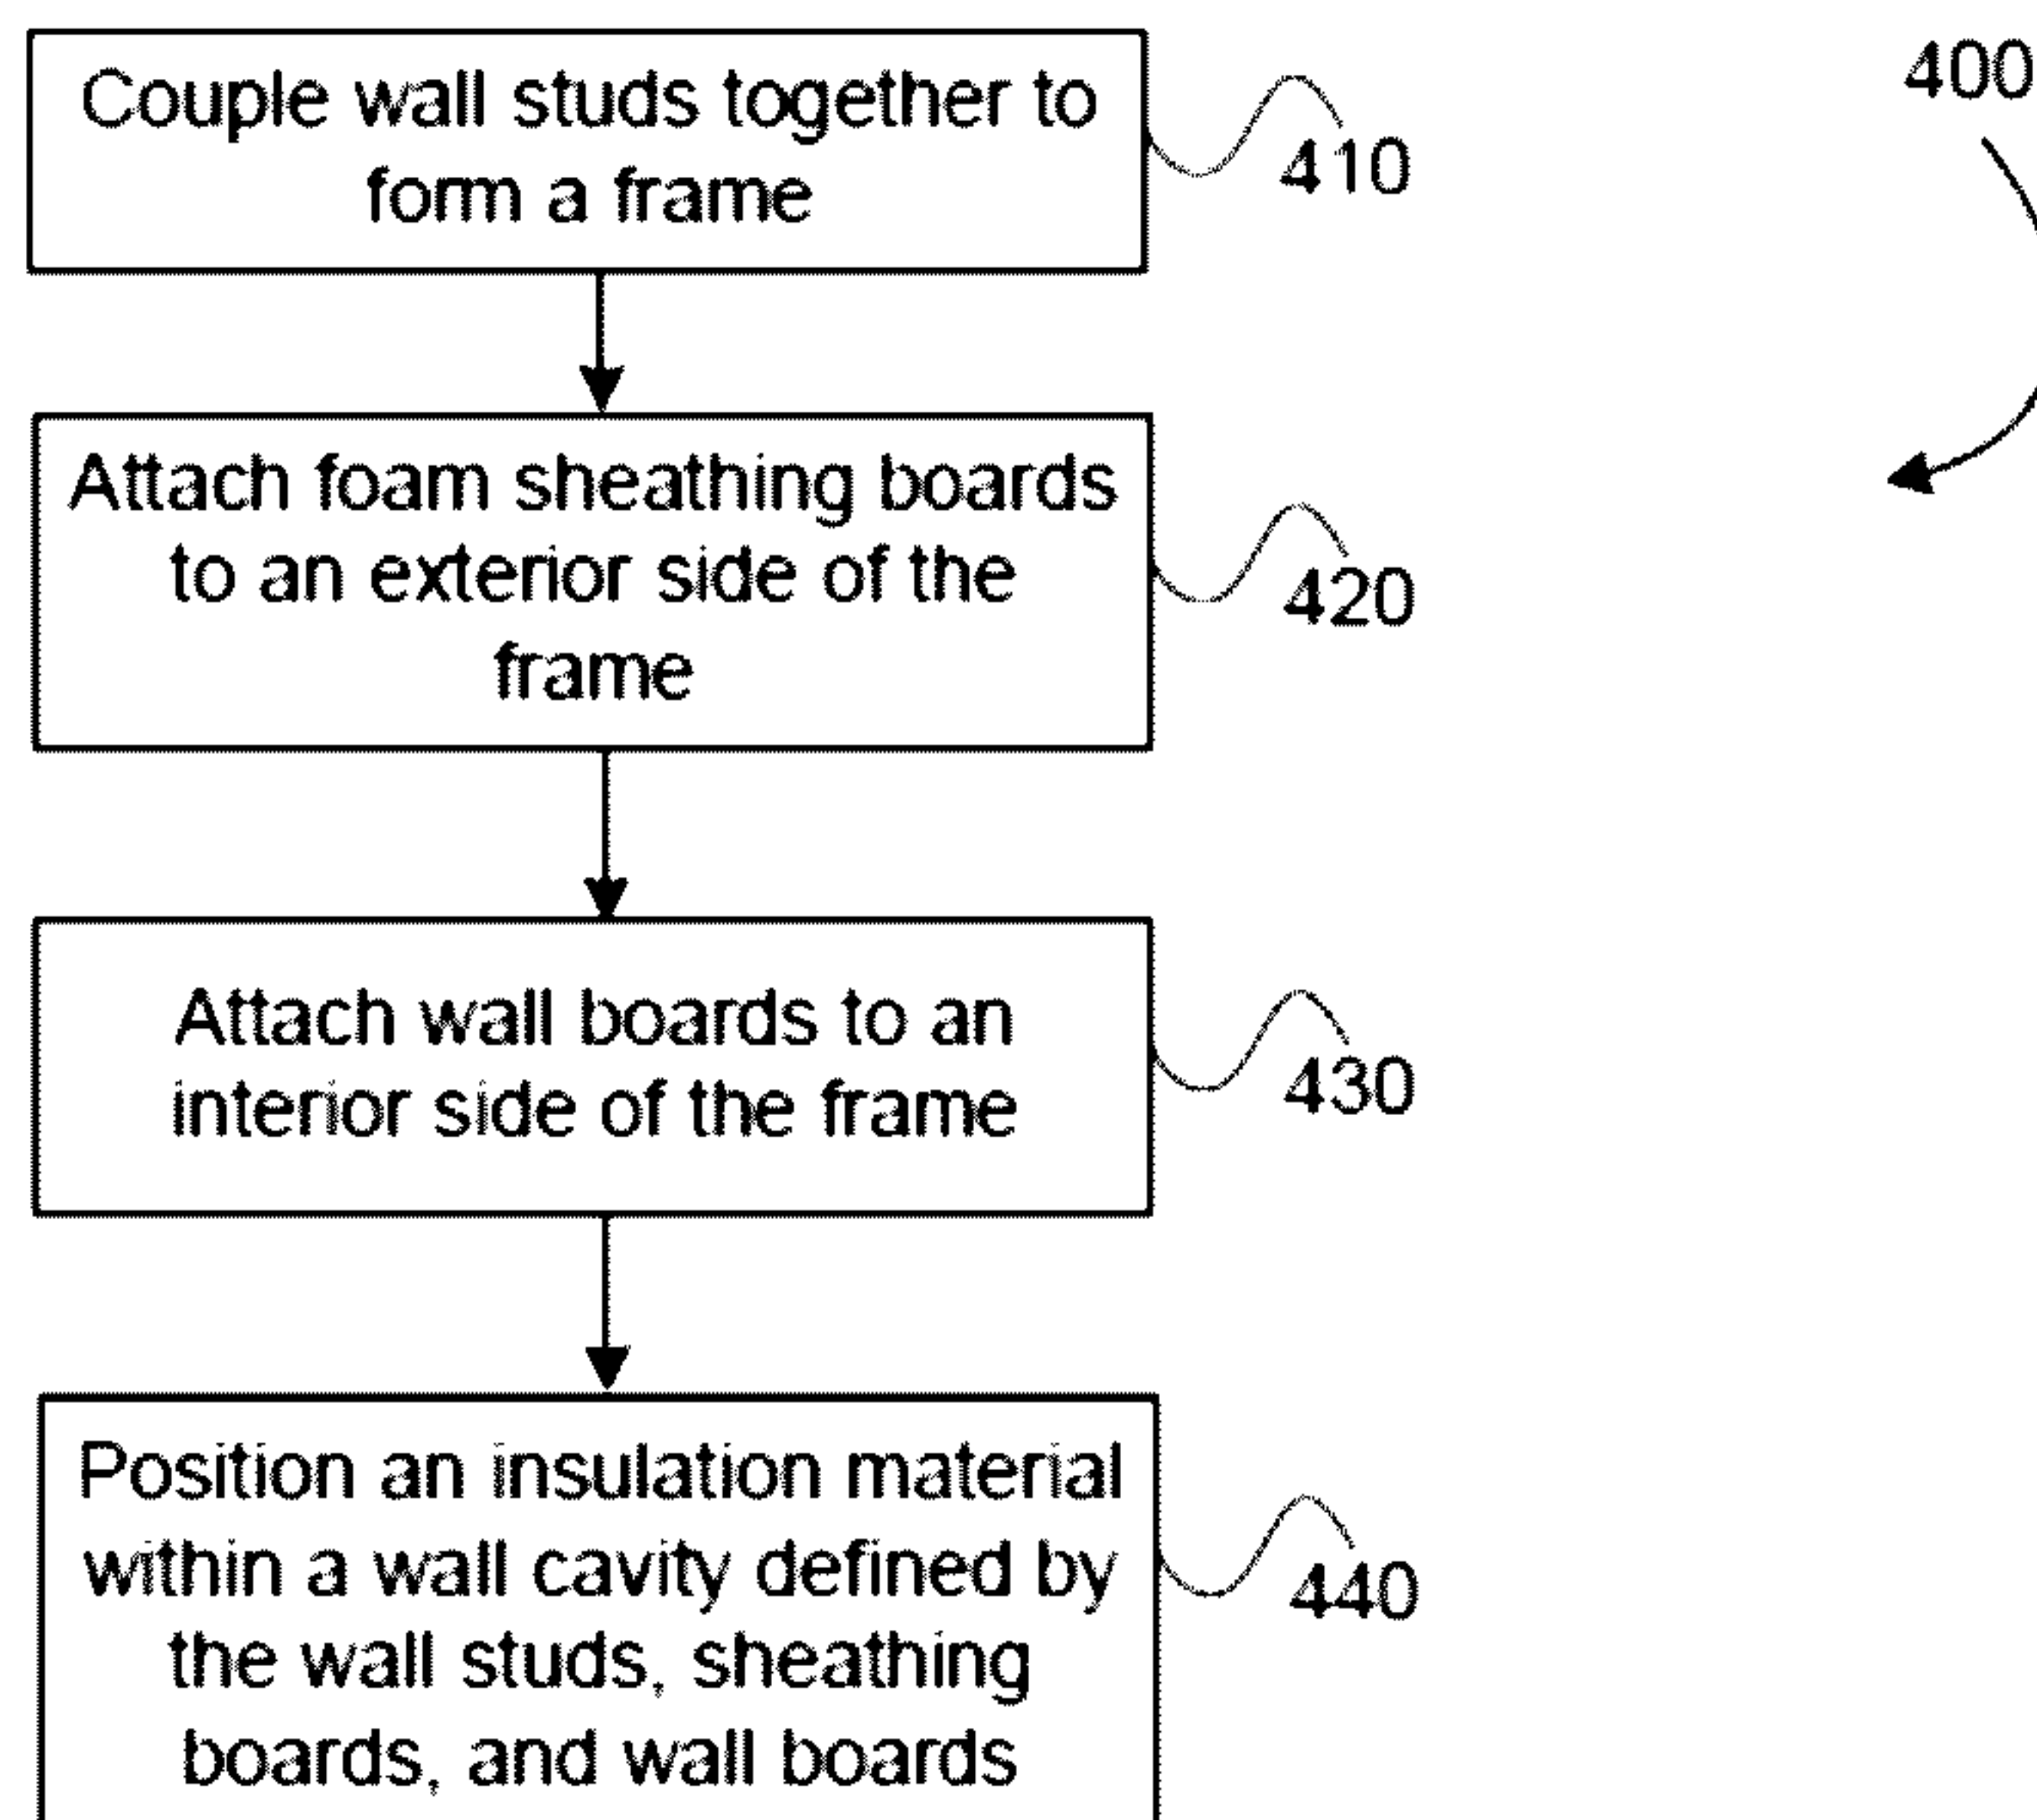 Couple wall studs together to
form a frame
410
400
Attach foam sheathing boards
to an exterior side of the
frame
420
Attach wall boards to an
interior side of the frame
430
Position an insulation material
within a wall cavity defined by
the wall studs, sheathing
boards, and wall boards
440